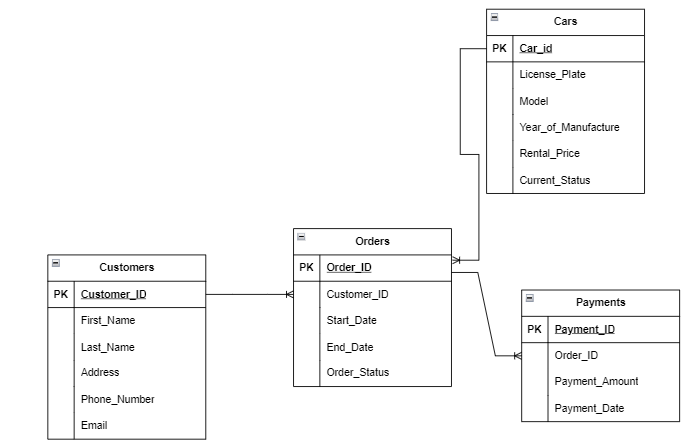 Cars
PK Car_id
License_Plate
Model
Year_of_Manufacture
Rental_Price
Current_Status
Orders
PK Order_ID
Customer_ID
Start_Date
End_Date
Order_Status
Customers
PK Customer_ID
First_Name
Last_Name
Address
Phone_Number
Email
Payments
PK Payment_ID
Order_ID
Payment_Amount
Payment_Date